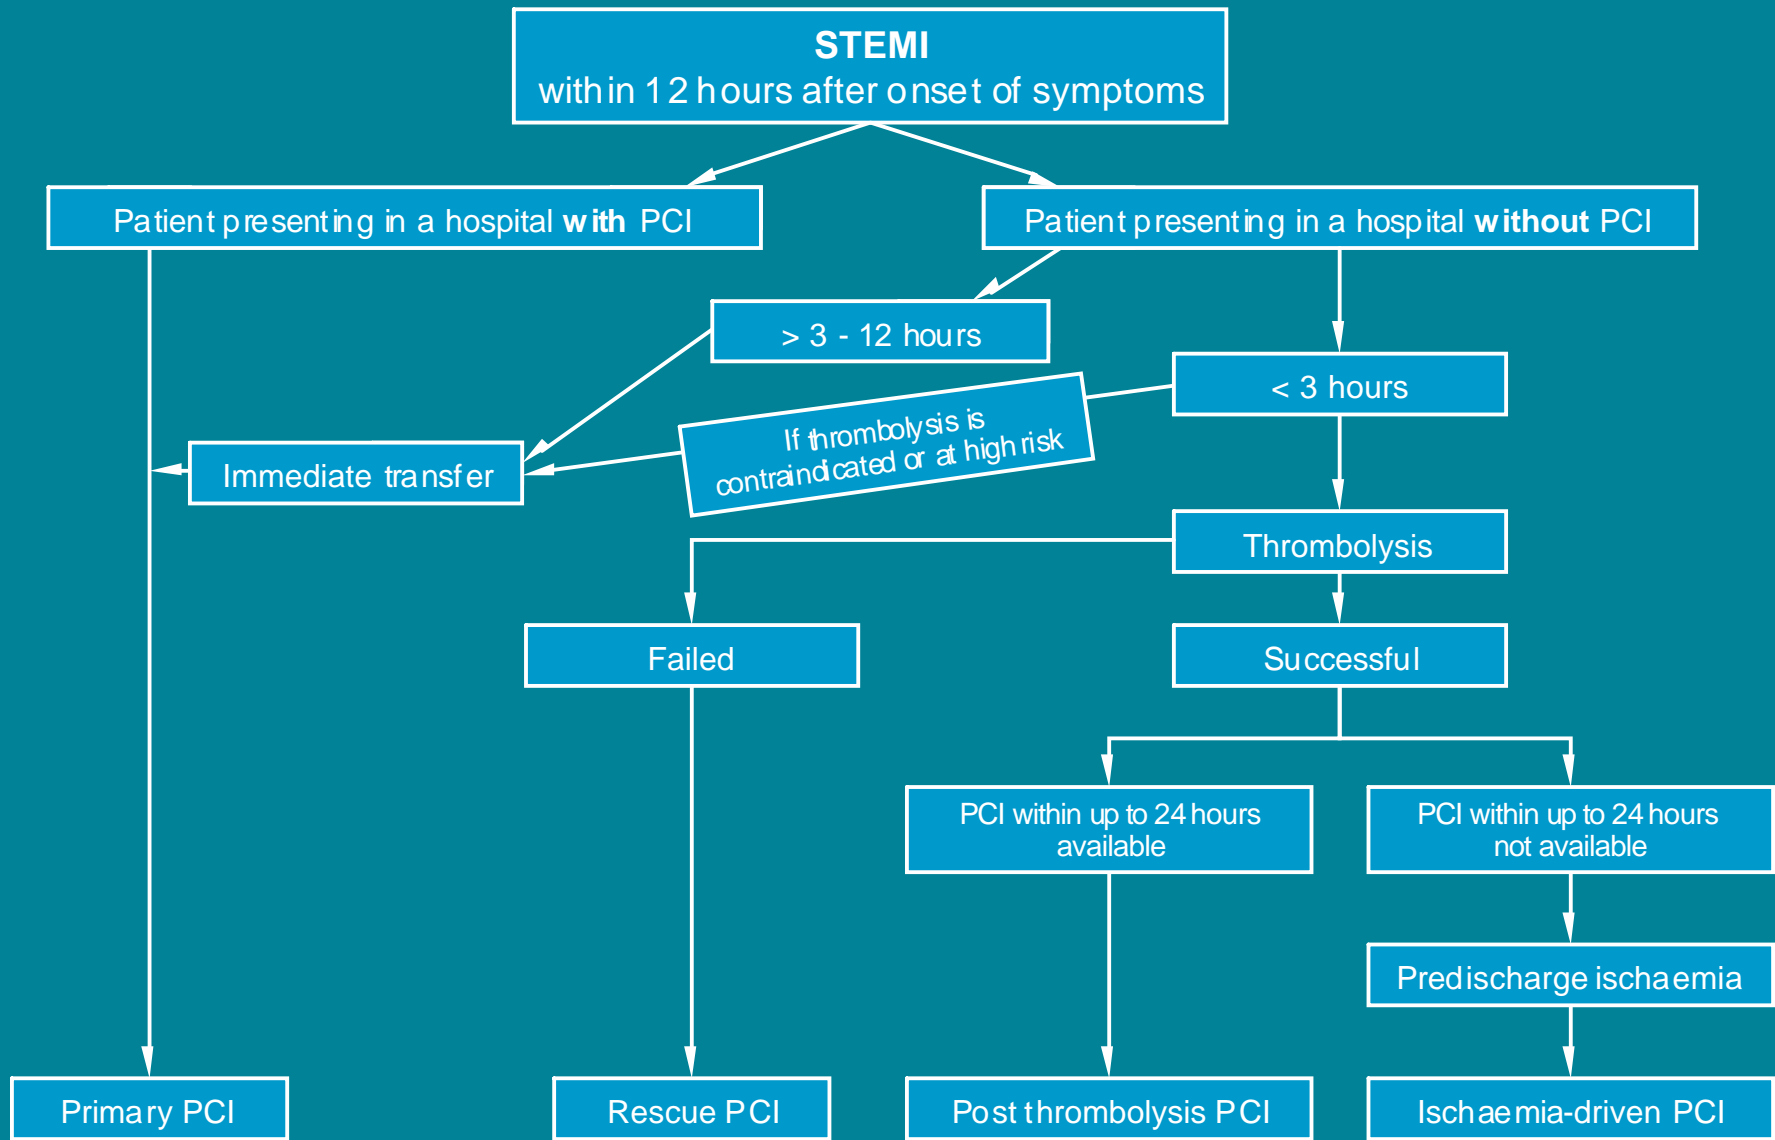 STEMI
within 12 hours after onset of symptoms
Patient presenting in a hospital with PCI
Patient presenting in a hospital without PCI
> 3 - 12 hours
< 3 hours
If thrombolysis is
contraindicated or at high risk
Immediate transfer
Thrombolysis
Failed
Successful
PCI within up to 24 hours
available
PCI within up to 24 hours
not available
Predischarge ischaemia
Primary PCI
Rescue PCI
Post thrombolysis PCI
Ischaemia-driven PCI